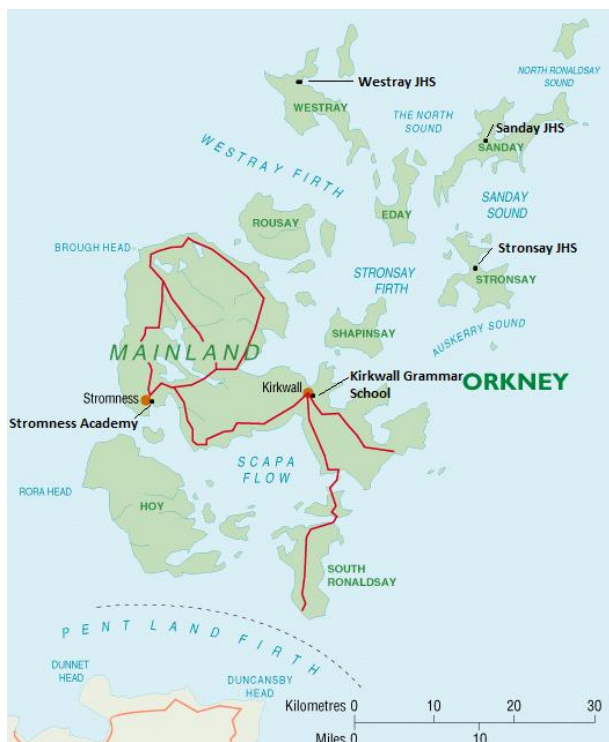 Westray JHS
NORTH RONALDSAY
SOUND
WESTRAY
THE NORTH
SOUND
Sanday JHS
SANDAY
WESTRAY FIRTH
SANDAY
SOUND
EDAY
ROUSAY
BROUGH HEAD
Stronsay JHS
STRONSAY
FIRTH
STRONSAY
SHAPINSAY
AUSKERRY SOUND
MAINLAND
Kirkwall
Kirkwall Grammar
School
ORKNEY
Stromness
Stromness Academy
SCAPA
FLOW
RORA HEAD
HOY
SOUTH
RONALDSAY
PENTLAND FIRTH
DUNNET
HEAD
DUNCANSBY
HEAD
Kilometres 0 10 20 30
Miles 0 10